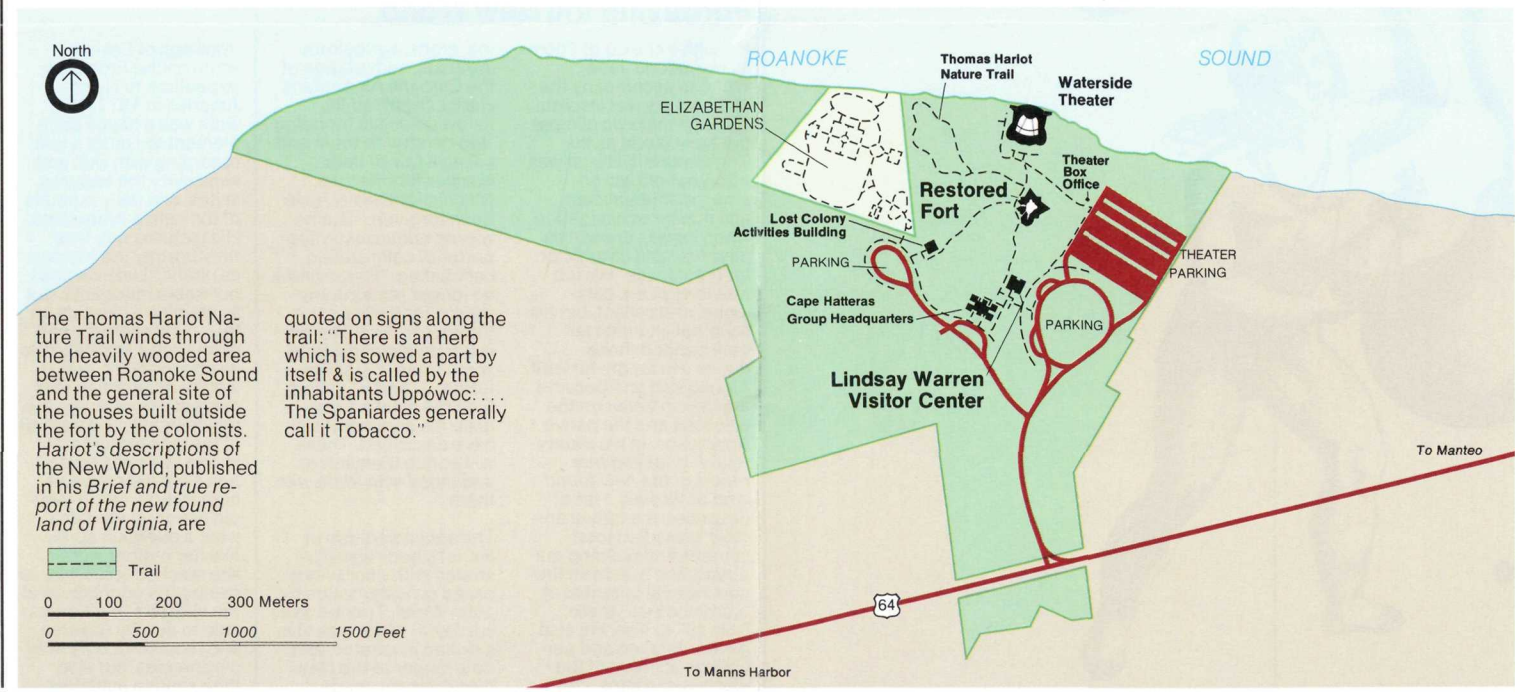 North
ROANOKE
SOUND
Thomas Hariot
Nature Trail
Waterside
Theater
ELIZABETHAN
GARDENS
Theater
Box
Office
Restored
Fort
Lost Colony
Activities Building
PARKING
THEATER
PARKING
Cape Hatteras
Group Headquarters
PARKING
Lindsay Warren
Visitor Center
The Thomas Hariot Na-
ture Trail winds through
the heavily wooded area
between Roanoke Sound
and the general site of
the houses built outside
the fort by the colonists.
Hariot's descriptions of
the New World, published
in his Brief and true re-
port of the new found
land of Virginia, are
quoted on signs along the
trail: "There is an herb
which is sowed a part by
itself & is called by the
inhabitants Uppówoc: ...
The Spaniardes generally
call it Tobacco."
Trail
0 100 200 300 Meters
0 500 1000 1500 Feet
To Manteo
64
To Manns Harbor